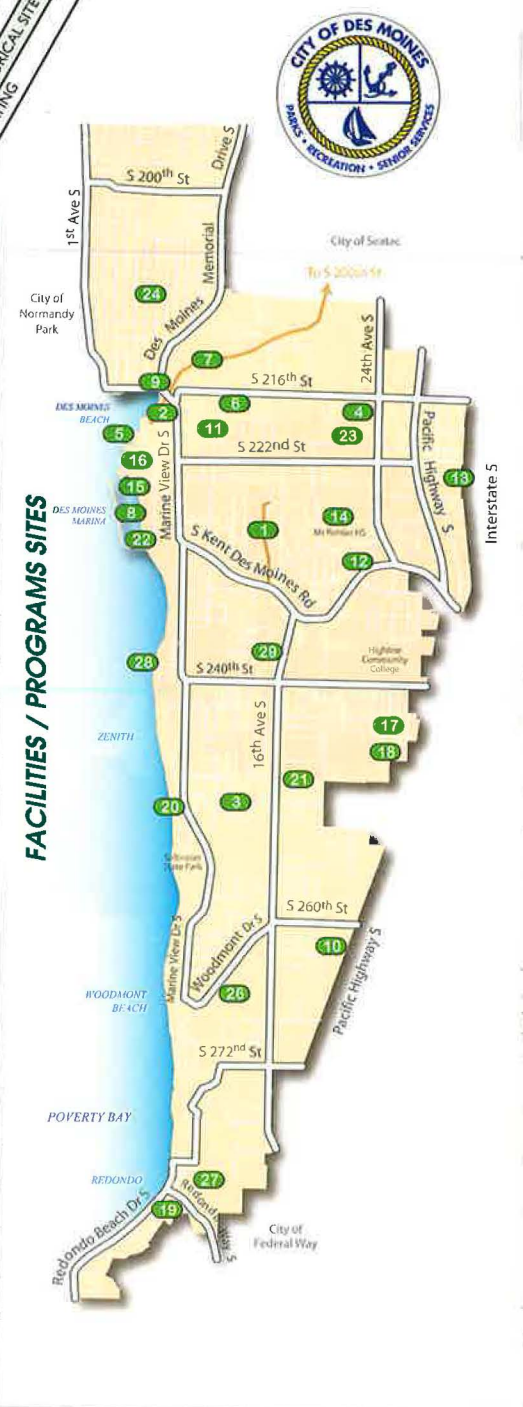 RICAL SITE
TING
CITY OF DES MOINES
PARKS • RECREATION • SENIOR SERVICES
FACILITIES / PROGRAMS SITES
1st Ave S
S 200th St
Des Moines Memorial Drive S
City of Seatac
To S 200th St
City of
Normandy
Park
24
24th Ave S
7
9
S 216th St
DES MOINES
BEACH
2
6
4
5
11
23
Pacific Highway S
16
S 222nd St
Marine View Dr S
13
Interstate 5
15
DES MOINES
MARINA
8
1
14
Mt Rainier HS
22
S Kent Des Moines Rd
12
28
29
Highline
Community
College
S 240th St
16th Ave S
17
ZENITH
18
21
20
3
Saltwater
State Park
S 260th St
Marine View Dr S
Woodmont Dr S
10
Pacific Highway S
WOODMONT
BEACH
26
S 272nd St
POVERTY BAY
REDONDO
27
Redondo Beach Dr S
19
Redondo Way S
City of
Federal Way